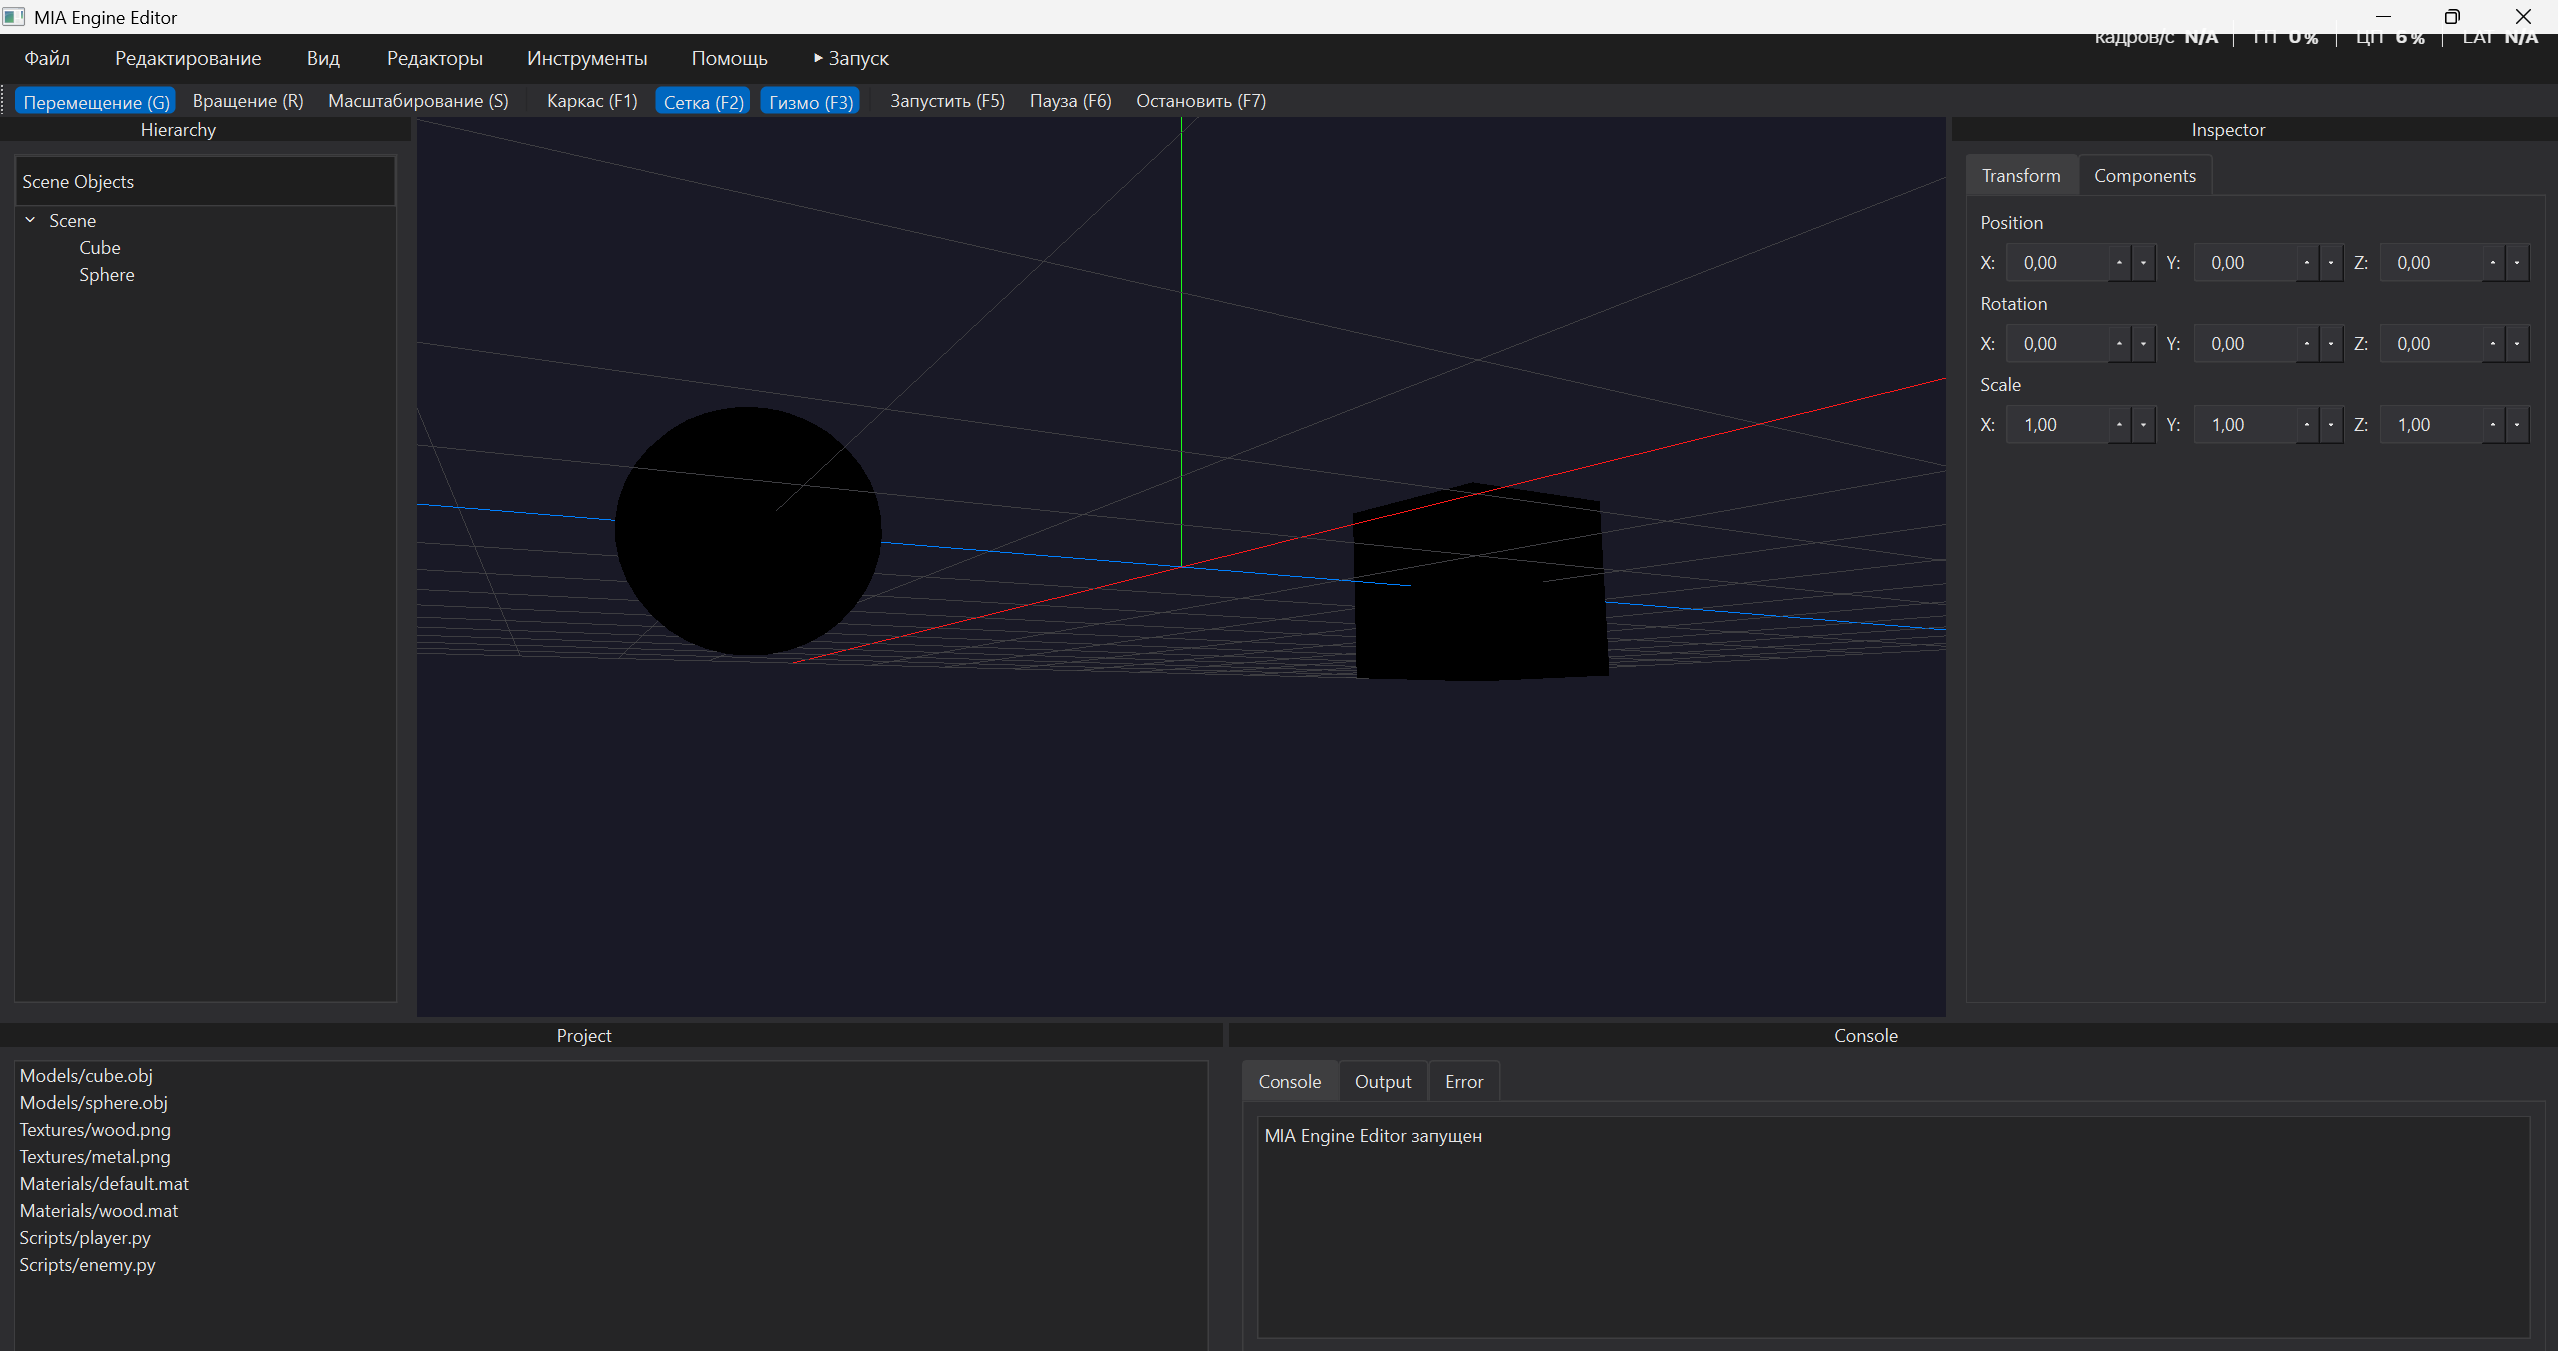 MIA Engine Editor
кадров/с N/A ГП 0% ЦП 6% LAT N/A
Файл Редактирование Вид Редакторы Инструменты Помощь Запуск
Перемещение (G) Вращение (R) Масштабирование (S) Каркас (F1) Сетка (F2) Гизмо (F3) Запустить (F5) Пауза (F6) Остановить (F7)
Hierarchy
Scene Objects
Scene
Cube
Sphere
Inspector
Transform Components
Position
X: 0,00 Y: 0,00 Z: 0,00
Rotation
X: 0,00 Y: 0,00 Z: 0,00
Scale
X: 1,00 Y: 1,00 Z: 1,00
Project
Models/cube.obj
Models/sphere.obj
Textures/wood.png
Textures/metal.png
Materials/default.mat
Materials/wood.mat
Scripts/player.py
Scripts/enemy.py
Console
Console Output Error
MIA Engine Editor запущен